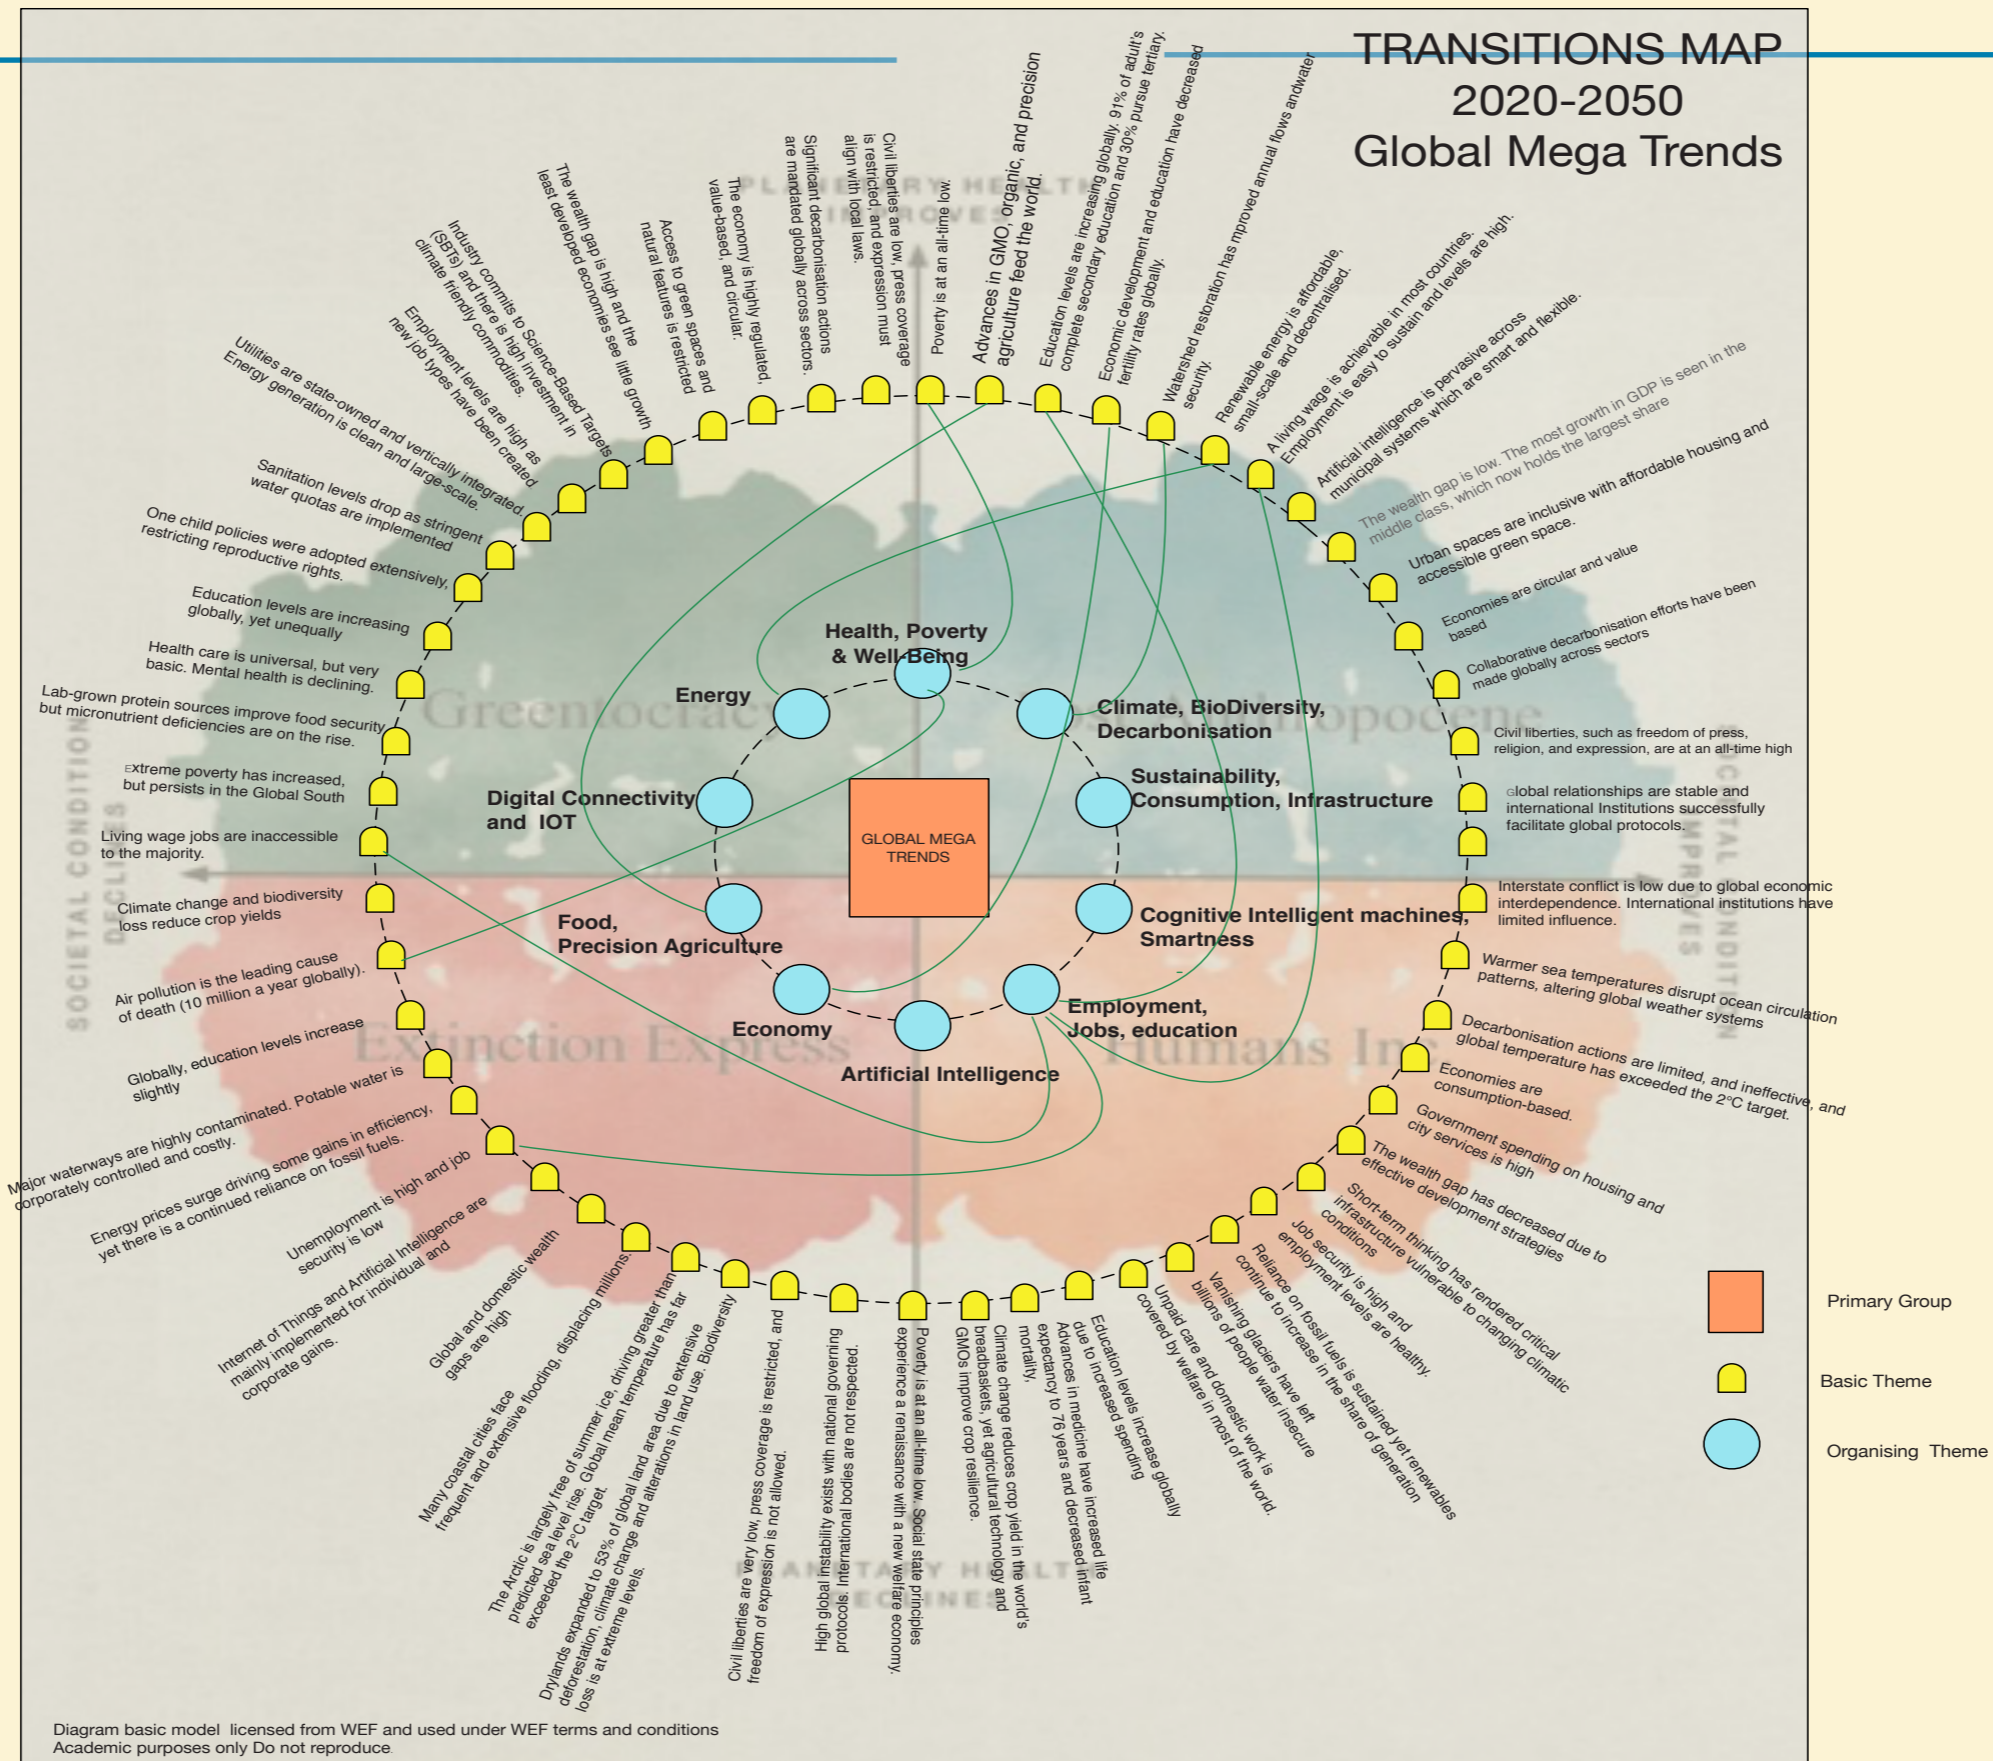 TRANSITIONS MAP
2020-2050
Global Mega Trends
PLANETARY HEALTH
IMPROVES
Utilities are state-owned and vertically integrated.
Energy generation is clean and large-scale.
Employment levels are high as
new job types have been created
Industry commits to Science-Based Targets
(SBTs) and there is high investment in
climate friendly commodities.
The wealth gap is high and the
least developed economies see little growth
Access to green spaces and
natural features is restricted
The economy is highly regulated,
value-based, and circular.
Significant decarbonisation actions
are mandated globally across sectors.
Civil liberties are low, press coverage
is restricted, and expression must
align with local laws.
Poverty is at an all-time low.
Advances in GMO, organic, and precision
agriculture feed the world.
Education levels are increasing globally. 91% of adult's
complete secondary education and 30% pursue tertiary.
Economic development and education have decreased
fertility rates globally.
Watershed restoration has mproved annual flows andwater
security.
Renewable energy is affordable,
small-scale and decentralised.
A living wage is achievable in most countries.
Employment is easy to sustain and levels are high.
Artificial intelligence is pervasive across
municipal systems which are smart and flexible.
The wealth gap is low. The most growth in GDP is seen in the
middle class, which now holds the largest share
Urban spaces are inclusive with affordable housing and
accessible green space.
Economies are circular and value
based
Collaborative decarbonisation efforts have been
made globally across sectors
Civil liberties, such as freedom of press,
religion, and expression, are at an all-time high
Global relationships are stable and
international Institutions successfully
facilitate global protocols.
Interstate conflict is low due to global economic
interdependence. International institutions have
limited influence.
Warmer sea temperatures disrupt ocean circulation
patterns, altering global weather systems
Decarbonisation actions are limited, and ineffective, and
global temperature has exceeded the 2°C target.
Economies are
consumption-based.
Government spending on housing and
city services is high
The wealth gap has decreased due to
effective development strategies
Short-term thinking has rendered critical
infrastructure vulnerable to changing climatic
conditions
Job security is high and
employment levels are healthy.
Reliance on fossil fuels is sustained yet renewables
continue to increase in the share of generation
Vanishing glaciers have left
billions of people water insecure
Unpaid care and domestic work is
covered by welfare in most of the world.
Education levels increase globally
due to increased spending
Advances in medicine have increased life
expectancy to 76 years and decreased infant
mortality,
Climate change reduces crop yield in the world's
breadbaskets, yet agricultural technology and
GMOs improve crop resilience.
Poverty is at an all-time low. Social state principles
experience a renaissance with a new welfare economy.
High global instability exists with national governing
protocols. International bodies are not respected.
Civil liberties are very low, press coverage is restricted, and
freedom of expression is not allowed.
Drylands expanded to 53% of global land area due to extensive
deforestation, climate change and alterations in land use. Biodiversity
loss is at extreme levels.
The Arctic is largely free of summer ice, driving greater than
predicted sea level rise. Global mean temperature has far
exceeded the 2°C target.
Many coastal cities face
frequent and extensive flooding, displacing millions.
Global and domestic wealth
gaps are high
Internet of Things and Artificial Intelligence are
mainly implemented for individual and
corporate gains.
Unemployment is high and job
security is low
Energy prices surge driving some gains in efficiency,
yet there is a continued reliance on fossil fuels.
Major waterways are highly contaminated. Potable water is
corporately controlled and costly.
Globally, education levels increase
slightly
Air pollution is the leading cause
of death (10 million a year globally).
Climate change and biodiversity
loss reduce crop yields
Living wage jobs are inaccessible
to the majority.
Extreme poverty has increased,
but persists in the Global South
Lab-grown protein sources improve food security
but micronutrient deficiencies are on the rise.
Health care is universal, but very
basic. Mental health is declining.
Education levels are increasing
globally, yet unequally
One child policies were adopted extensively,
restricting reproductive rights.
Sanitation levels drop as stringent
water quotas are implemented
SOCIETAL CONDITION
DECLINES
SOCIETAL CONDITION
IMPROVES
Greentocracy
Post Anthropocene
Extinction Express
Humans Inc.
Health, Poverty
& Well-Being
Energy
Climate, BioDiversity,
Decarbonisation
Digital Connectivity
and IOT
Sustainability,
Consumption, Infrastructure
GLOBAL MEGA
TRENDS
Food,
Precision Agriculture
Cognitive Intelligent machines,
Smartness
Economy
Employment,
Jobs, education
Artificial Intelligence
PLANETARY HEALTH
DECLINES
Primary Group
Basic Theme
Organising Theme
Diagram basic model licensed from WEF and used under WEF terms and conditions
Academic purposes only Do not reproduce.